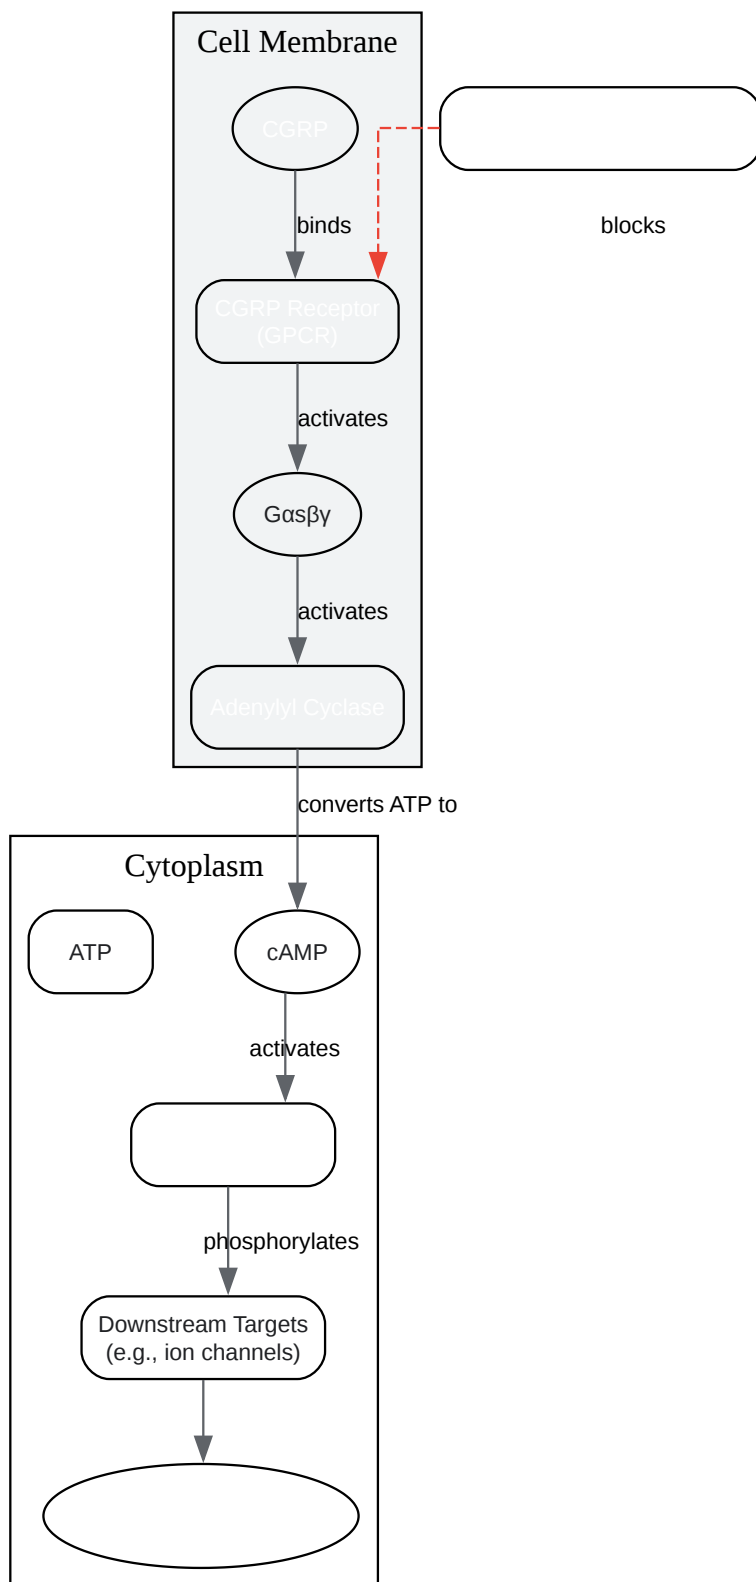 Cell Membrane
CGRP
binds
blocks
CGRP Receptor
(GPCR)
activates
Gαsβγ
activates
Adenylyl Cyclase
converts ATP to
Cytoplasm
ATP
cAMP
activates
phosphorylates
Downstream Targets
(e.g., ion channels)